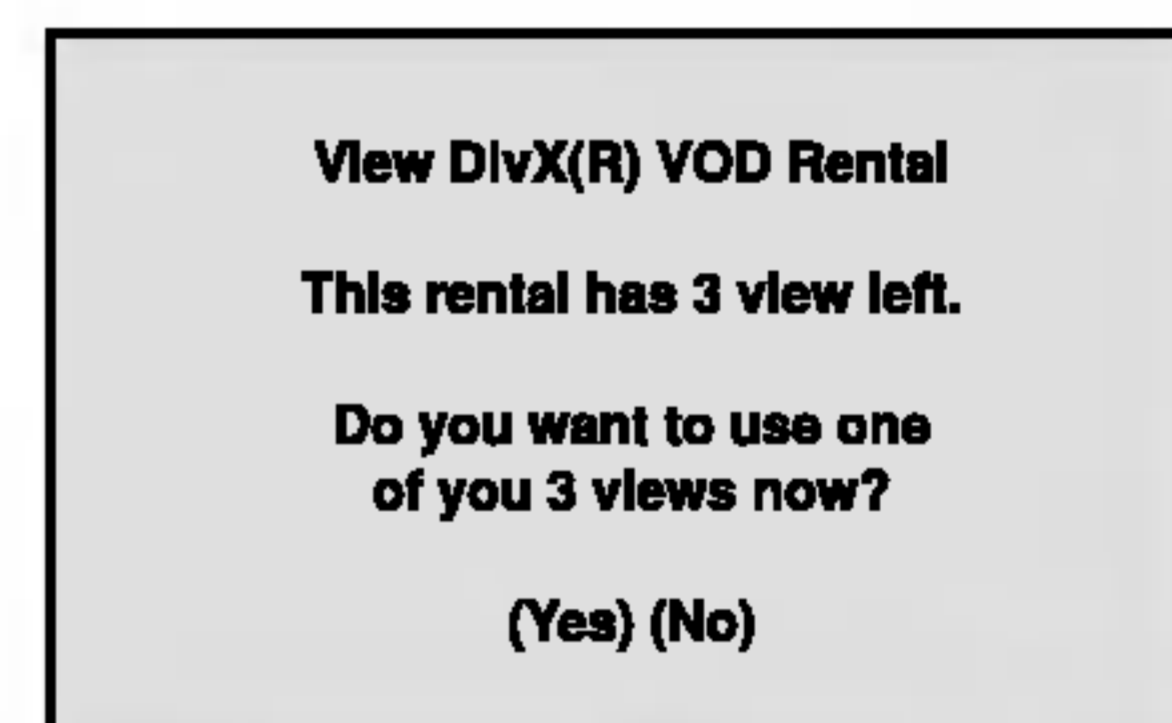 View DivX(R) VOD Rental
This rental has 3 view left.
Do you want to use one
of you 3 views now?
(Yes) (No)